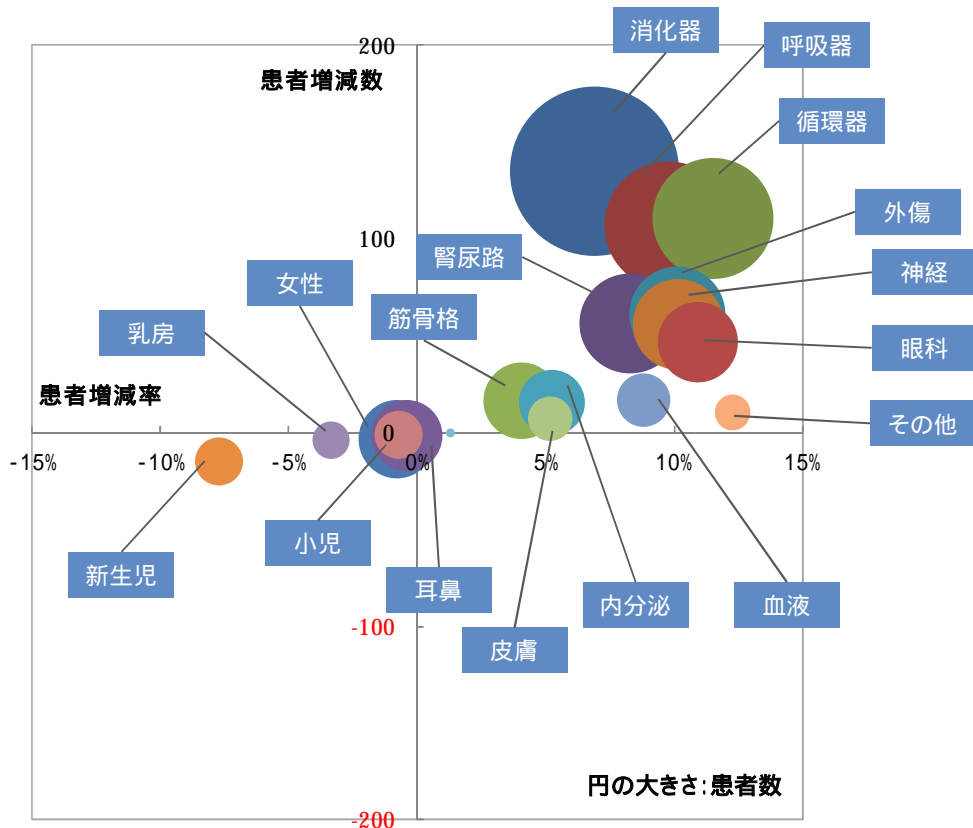 消化器
呼吸器
200
患者増減数
循環器
外傷
100
腎尿路
神経
女性
筋骨格
乳房
眼科
患者増減率
その他
0
-15%
-10%
-5%
0%
5%
10%
15%
小児
新生児
耳鼻
内分泌
血液
-100
皮膚
円の大きさ:患者数
-200